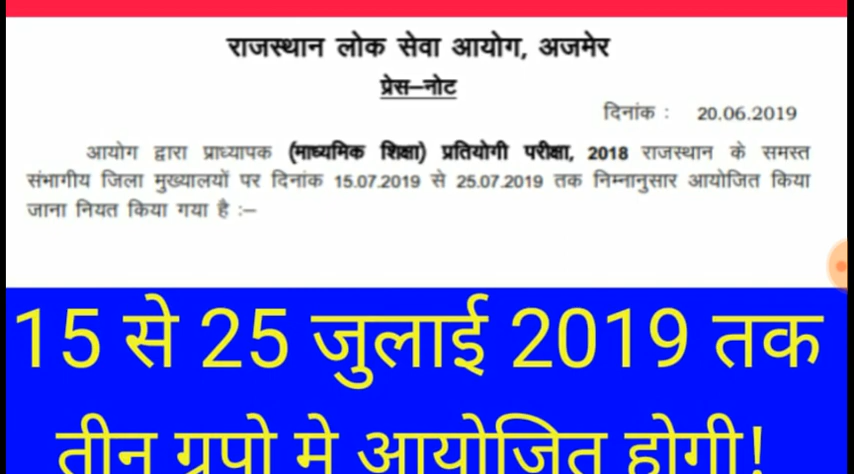 राजस्थान लोक सेवा आयोग, अजमेर
प्रेस–नोट
दिनांक : 20.06.2019
आयोग द्वारा प्राध्यापक (माध्यमिक शिक्षा) प्रतियोगी परीक्षा, 2018 राजस्थान के समस्त
संभागीय जिला मुख्यालयों पर दिनांक 15.07.2019 से 25.07.2019 तक निम्नानुसार आयोजित किया
जाना नियत किया गया है :–
15 से 25 जुलाई 2019 तक
तीन ग्रुपो मे आयोजित होगी!